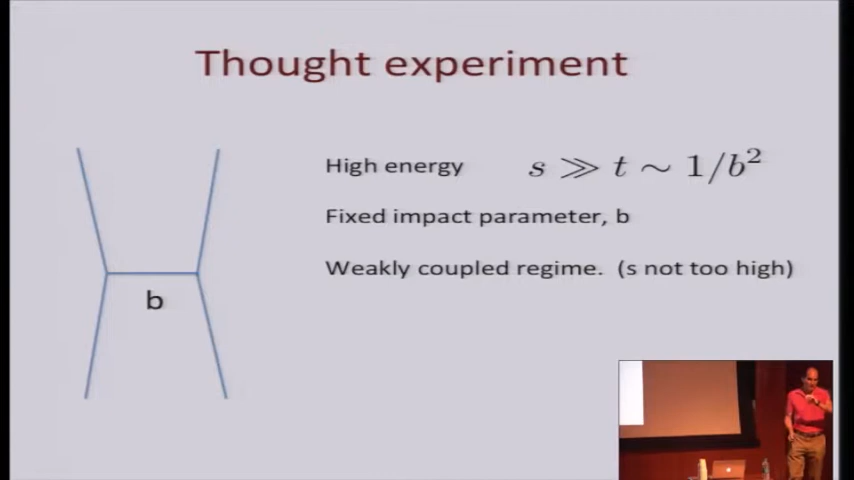 Thought experiment
High energy s ≫ t ∼ 1/b²
Fixed impact parameter, b
Weakly coupled regime. (s not too high)
b